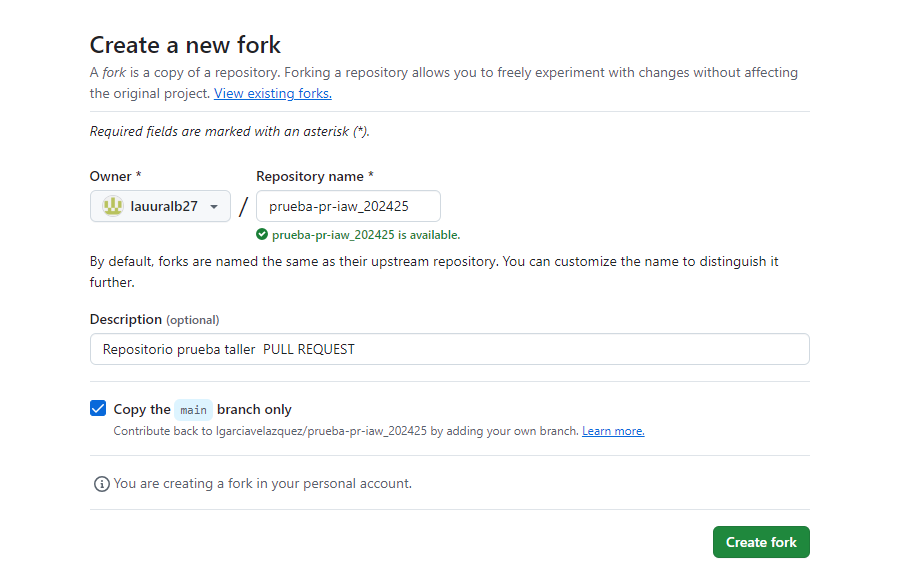 Create a new fork
A fork is a copy of a repository. Forking a repository allows you to freely experiment with changes without affecting
the original project. View existing forks.
Required fields are marked with an asterisk (*).
Owner *
Repository name *
lauuralb27
/
prueba-pr-iaw_202425
prueba-pr-iaw_202425 is available.
By default, forks are named the same as their upstream repository. You can customize the name to distinguish it
further.
Description (optional)
Repositorio prueba taller  PULL REQUEST
Copy the main branch only
Contribute back to lgarciavelazquez/prueba-pr-iaw_202425 by adding your own branch. Learn more.
You are creating a fork in your personal account.
Create fork